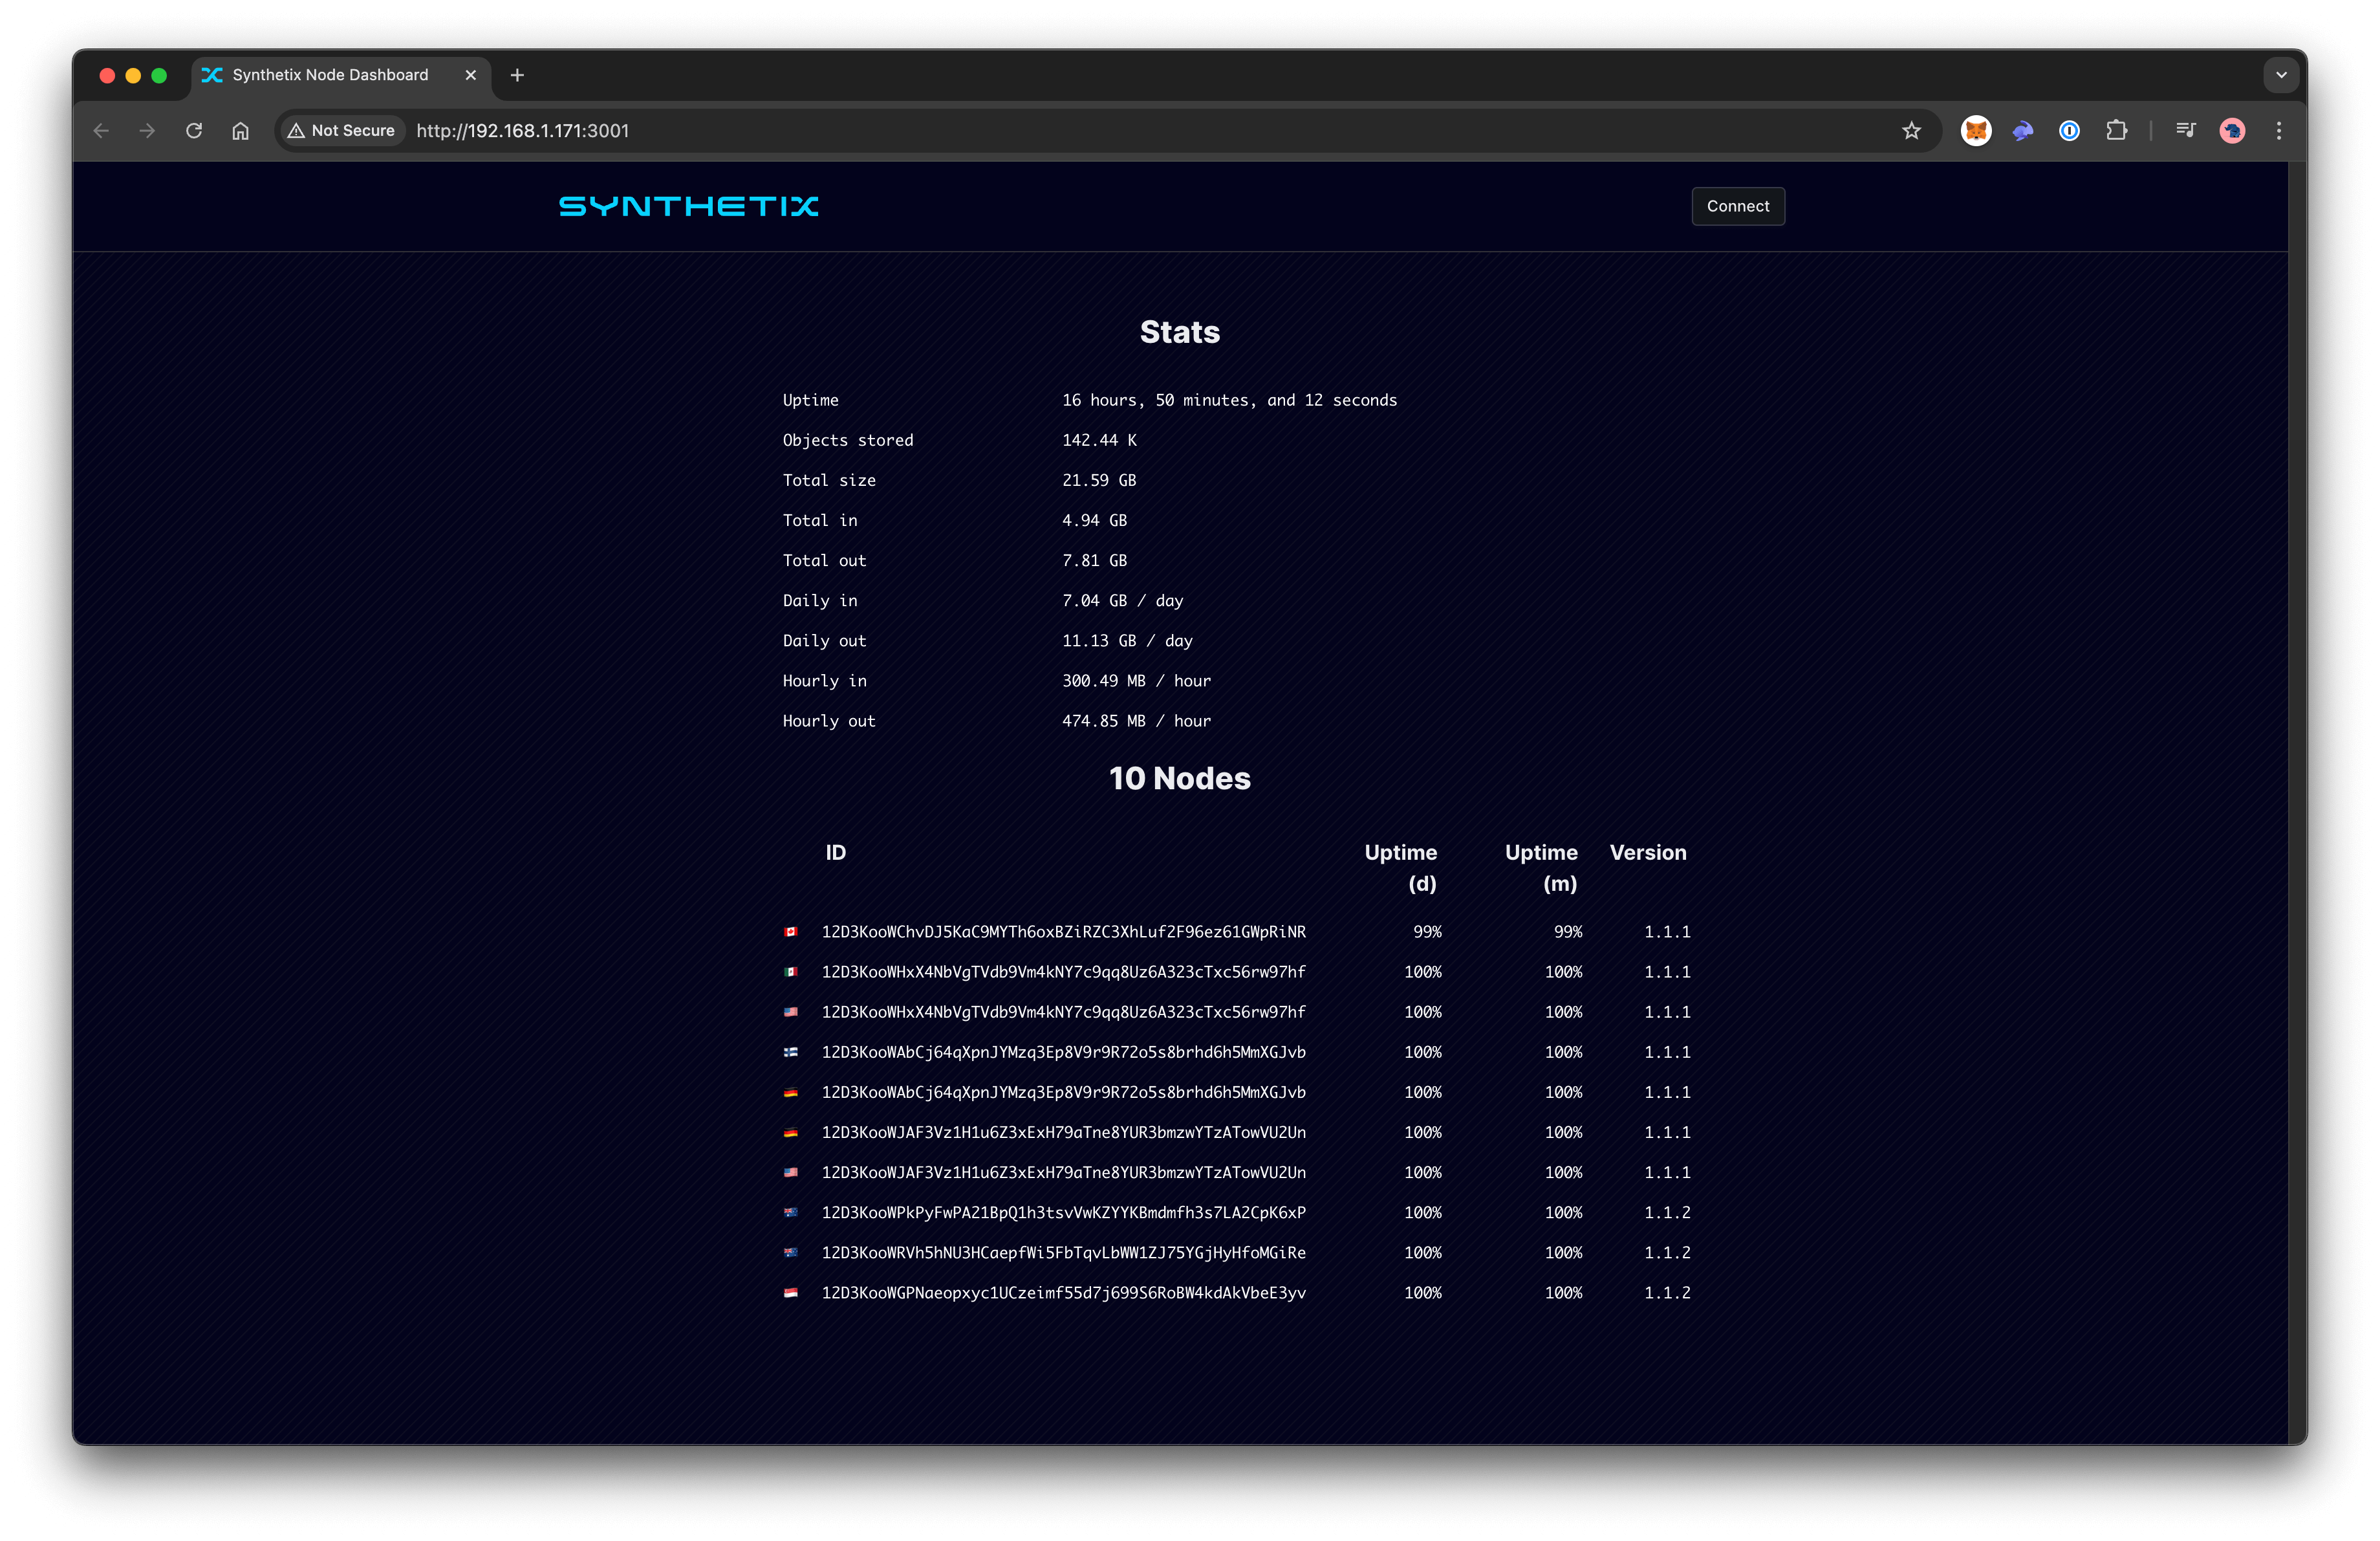 Synthetix Node Dashboard
Not Secure http://192.168.1.171:3001
SYNTHETIX
Connect
Stats
Uptime 16 hours, 50 minutes, and 12 seconds
Objects stored 142.44 K
Total size 21.59 GB
Total in 4.94 GB
Total out 7.81 GB
Daily in 7.04 GB / day
Daily out 11.13 GB / day
Hourly in 300.49 MB / hour
Hourly out 474.85 MB / hour
10 Nodes
ID Uptime (d) Uptime (m) Version
12D3KooWChvDJ5KaC9MYTh6oxBZiRZC3XhLuf2F96ez61GWpRiNR 99% 99% 1.1.1
12D3KooWHxX4NbVgTVdb9Vm4kNY7c9qq8Uz6A323cTxc56rw97hf 100% 100% 1.1.1
12D3KooWHxX4NbVgTVdb9Vm4kNY7c9qq8Uz6A323cTxc56rw97hf 100% 100% 1.1.1
12D3KooWAbCj64qXpnJYMzq3Ep8V9r9R72o5s8brhd6h5MmXGJvb 100% 100% 1.1.1
12D3KooWAbCj64qXpnJYMzq3Ep8V9r9R72o5s8brhd6h5MmXGJvb 100% 100% 1.1.1
12D3KooWJAF3Vz1H1u6Z3xExH79aTne8YUR3bmzwYTzATowVU2Un 100% 100% 1.1.1
12D3KooWJAF3Vz1H1u6Z3xExH79aTne8YUR3bmzwYTzATowVU2Un 100% 100% 1.1.1
12D3KooWPkPyFwPA21BpQ1h3tsvVwKZYYKBmdmfh3s7LA2CpK6xP 100% 100% 1.1.2
12D3KooWRVh5hNU3HCaepfWi5FbTqvLbWW1ZJ75YGjHyHfoMGiRe 100% 100% 1.1.2
12D3KooWGPNaeopxyc1UCzeimf55d7j699S6RoBW4kdAkVbeE3yv 100% 100% 1.1.2